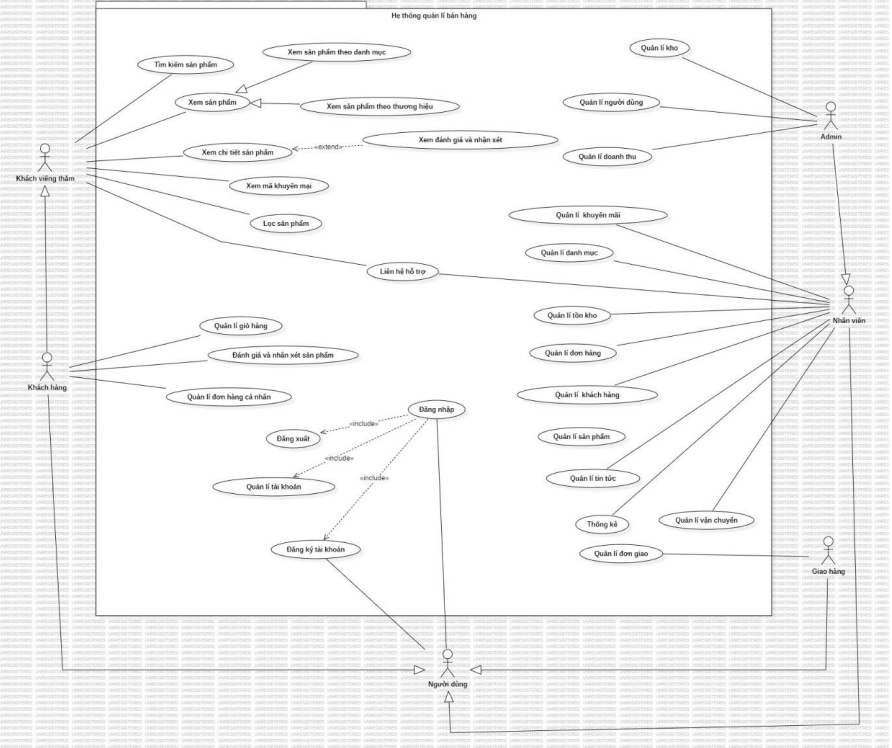 Hẹ thống quản lí bán hàng
Tìm kiếm sản phẩm
Xem sản phẩm theo danh mục
Quản lí kho
Xem sản phẩm
Xem sản phẩm theo thương hiệu
Quản lí người dùng
Admin
Xem chi tiết sản phẩm
«extend»
Xem đánh giá và nhận xét
Quản lí doanh thu
Khách viếng thăm
Xem mã khuyến mại
Lọc sản phẩm
Quản lí khuyến mãi
Quản lí danh mục
Liên hệ hỗ trợ
Quản lí tồn kho
Nhân viên
Quản lí giỏ hàng
Đánh giá và nhận xét sản phẩm
Quản lí đơn hàng
Khách hàng
Quản lí đơn hàng cá nhân
Quản lí khách hàng
Đăng nhập
«include»
Đăng xuất
Quản lí sản phẩm
«include»
«include»
Quản lí tài khoản
Quản lí tin tức
Thống kê
Quản lí vận chuyển
Đăng ký tài khoản
Quản lí đơn giao
Giao hàng
Người dùng